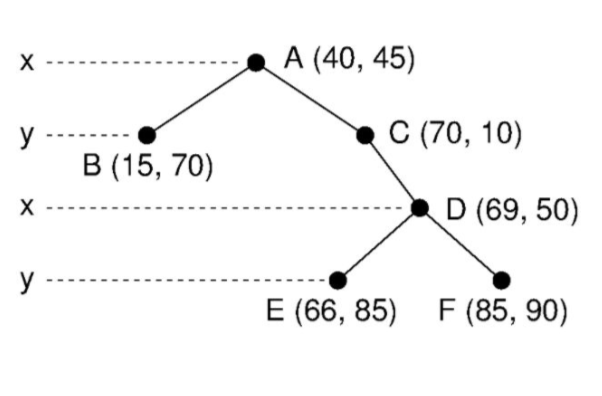 x A (40, 45)
y C (70, 10)
B (15, 70)
x D (69, 50)
y
E (66, 85) F (85, 90)